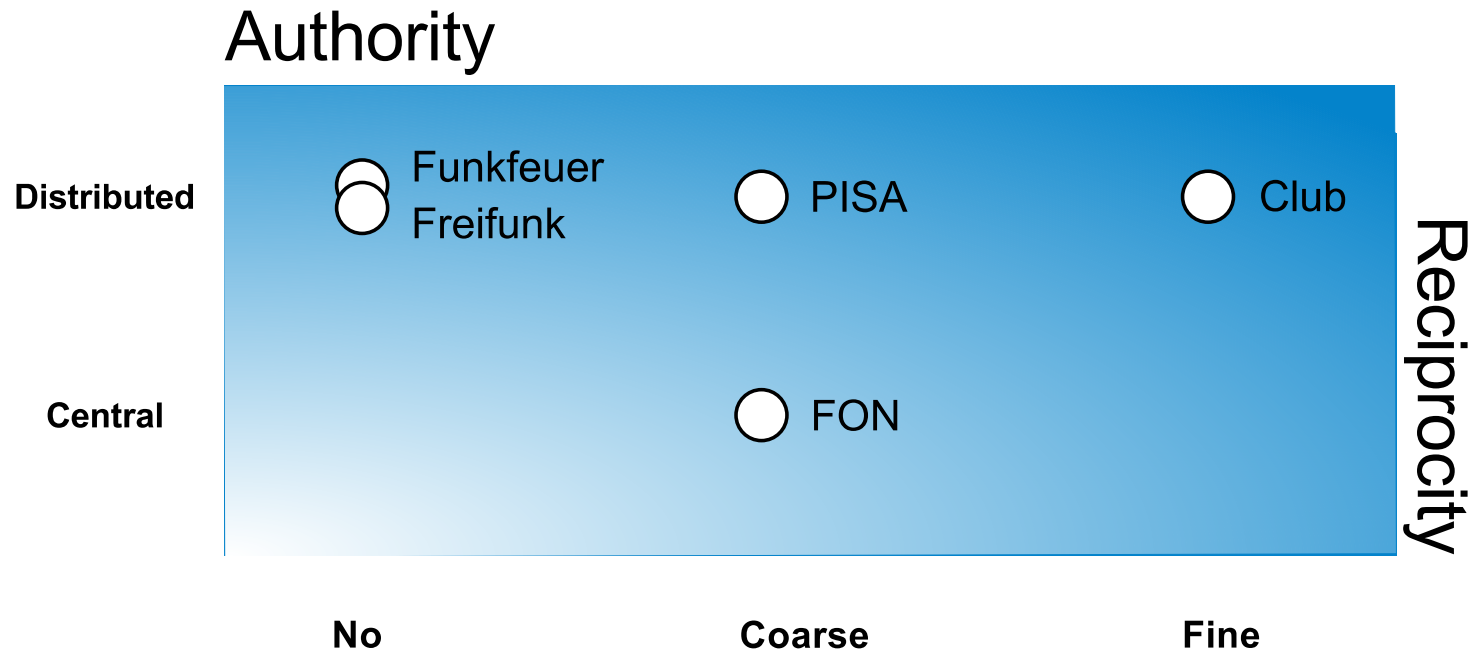 Authority
Distributed
Funkfeuer
Freifunk
PISA
Club
Reciprocity
Central
FON
No
Coarse
Fine